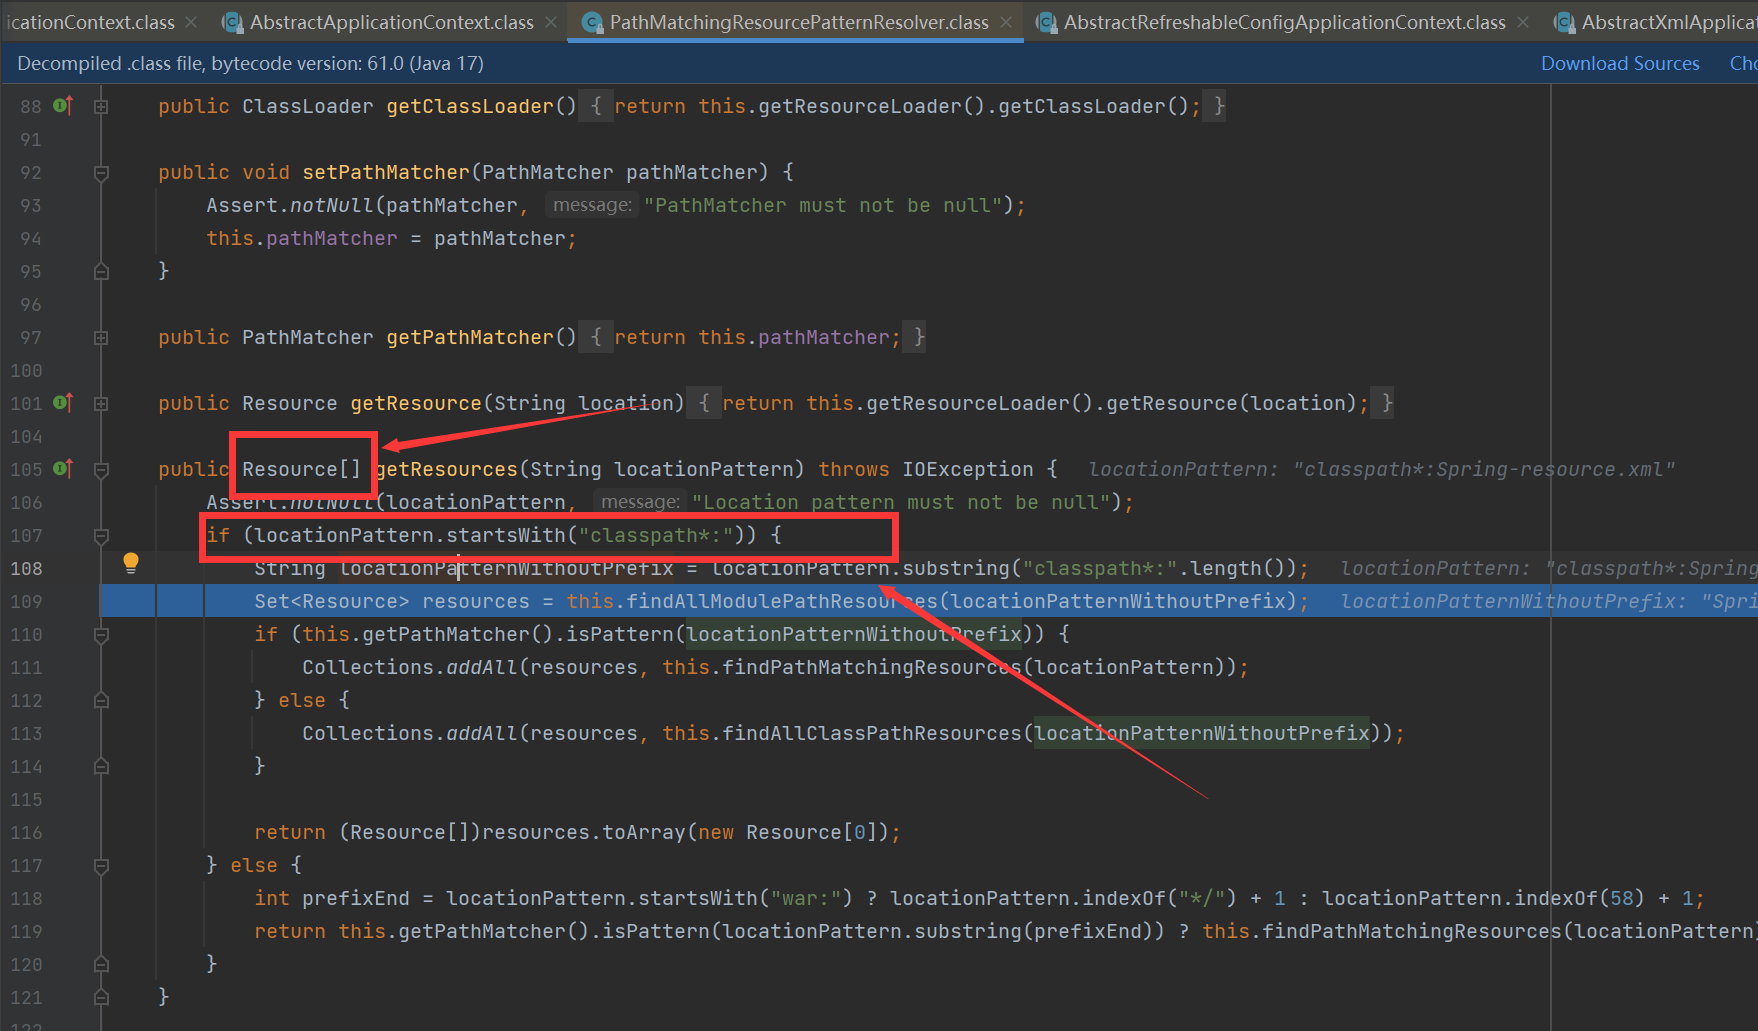 icationContext.class AbstractApplicationContext.class PathMatchingResourcePatternResolver.class AbstractRefreshableConfigApplicationContext.class AbstractXmlApplicat
Decompiled .class file, bytecode version: 61.0 (Java 17) Download Sources Cho
88 public ClassLoader getClassLoader() { return this.getResourceLoader().getClassLoader(); }
91
92 public void setPathMatcher(PathMatcher pathMatcher) {
93 Assert.notNull(pathMatcher, message: "PathMatcher must not be null");
94 this.pathMatcher = pathMatcher;
95 }
96
97 public PathMatcher getPathMatcher() { return this.pathMatcher; }
100
101 public Resource getResource(String location) { return this.getResourceLoader().getResource(location); }
104
105 public Resource[] getResources(String locationPattern) throws IOException { locationPattern: "classpath*:Spring-resource.xml"
106 Assert.notNull(locationPattern, message: "Location pattern must not be null");
107 if (locationPattern.startsWith("classpath*:")) {
108 String locationPatternWithoutPrefix = locationPattern.substring("classpath*:".length()); locationPattern: "classpath*:Spring
109 Set<Resource> resources = this.findAllModulePathResources(locationPatternWithoutPrefix); locationPatternWithoutPrefix: "Spri
110 if (this.getPathMatcher().isPattern(locationPatternWithoutPrefix)) {
111 Collections.addAll(resources, this.findPathMatchingResources(locationPattern));
112 } else {
113 Collections.addAll(resources, this.findAllClassPathResources(locationPatternWithoutPrefix));
114 }
115
116 return (Resource[])resources.toArray(new Resource[0]);
117 } else {
118 int prefixEnd = locationPattern.startsWith("war:") ? locationPattern.indexOf("*/") + 1 : locationPattern.indexOf(58) + 1;
119 return this.getPathMatcher().isPattern(locationPattern.substring(prefixEnd)) ? this.findPathMatchingResources(locationPattern)
120 }
121 }
122